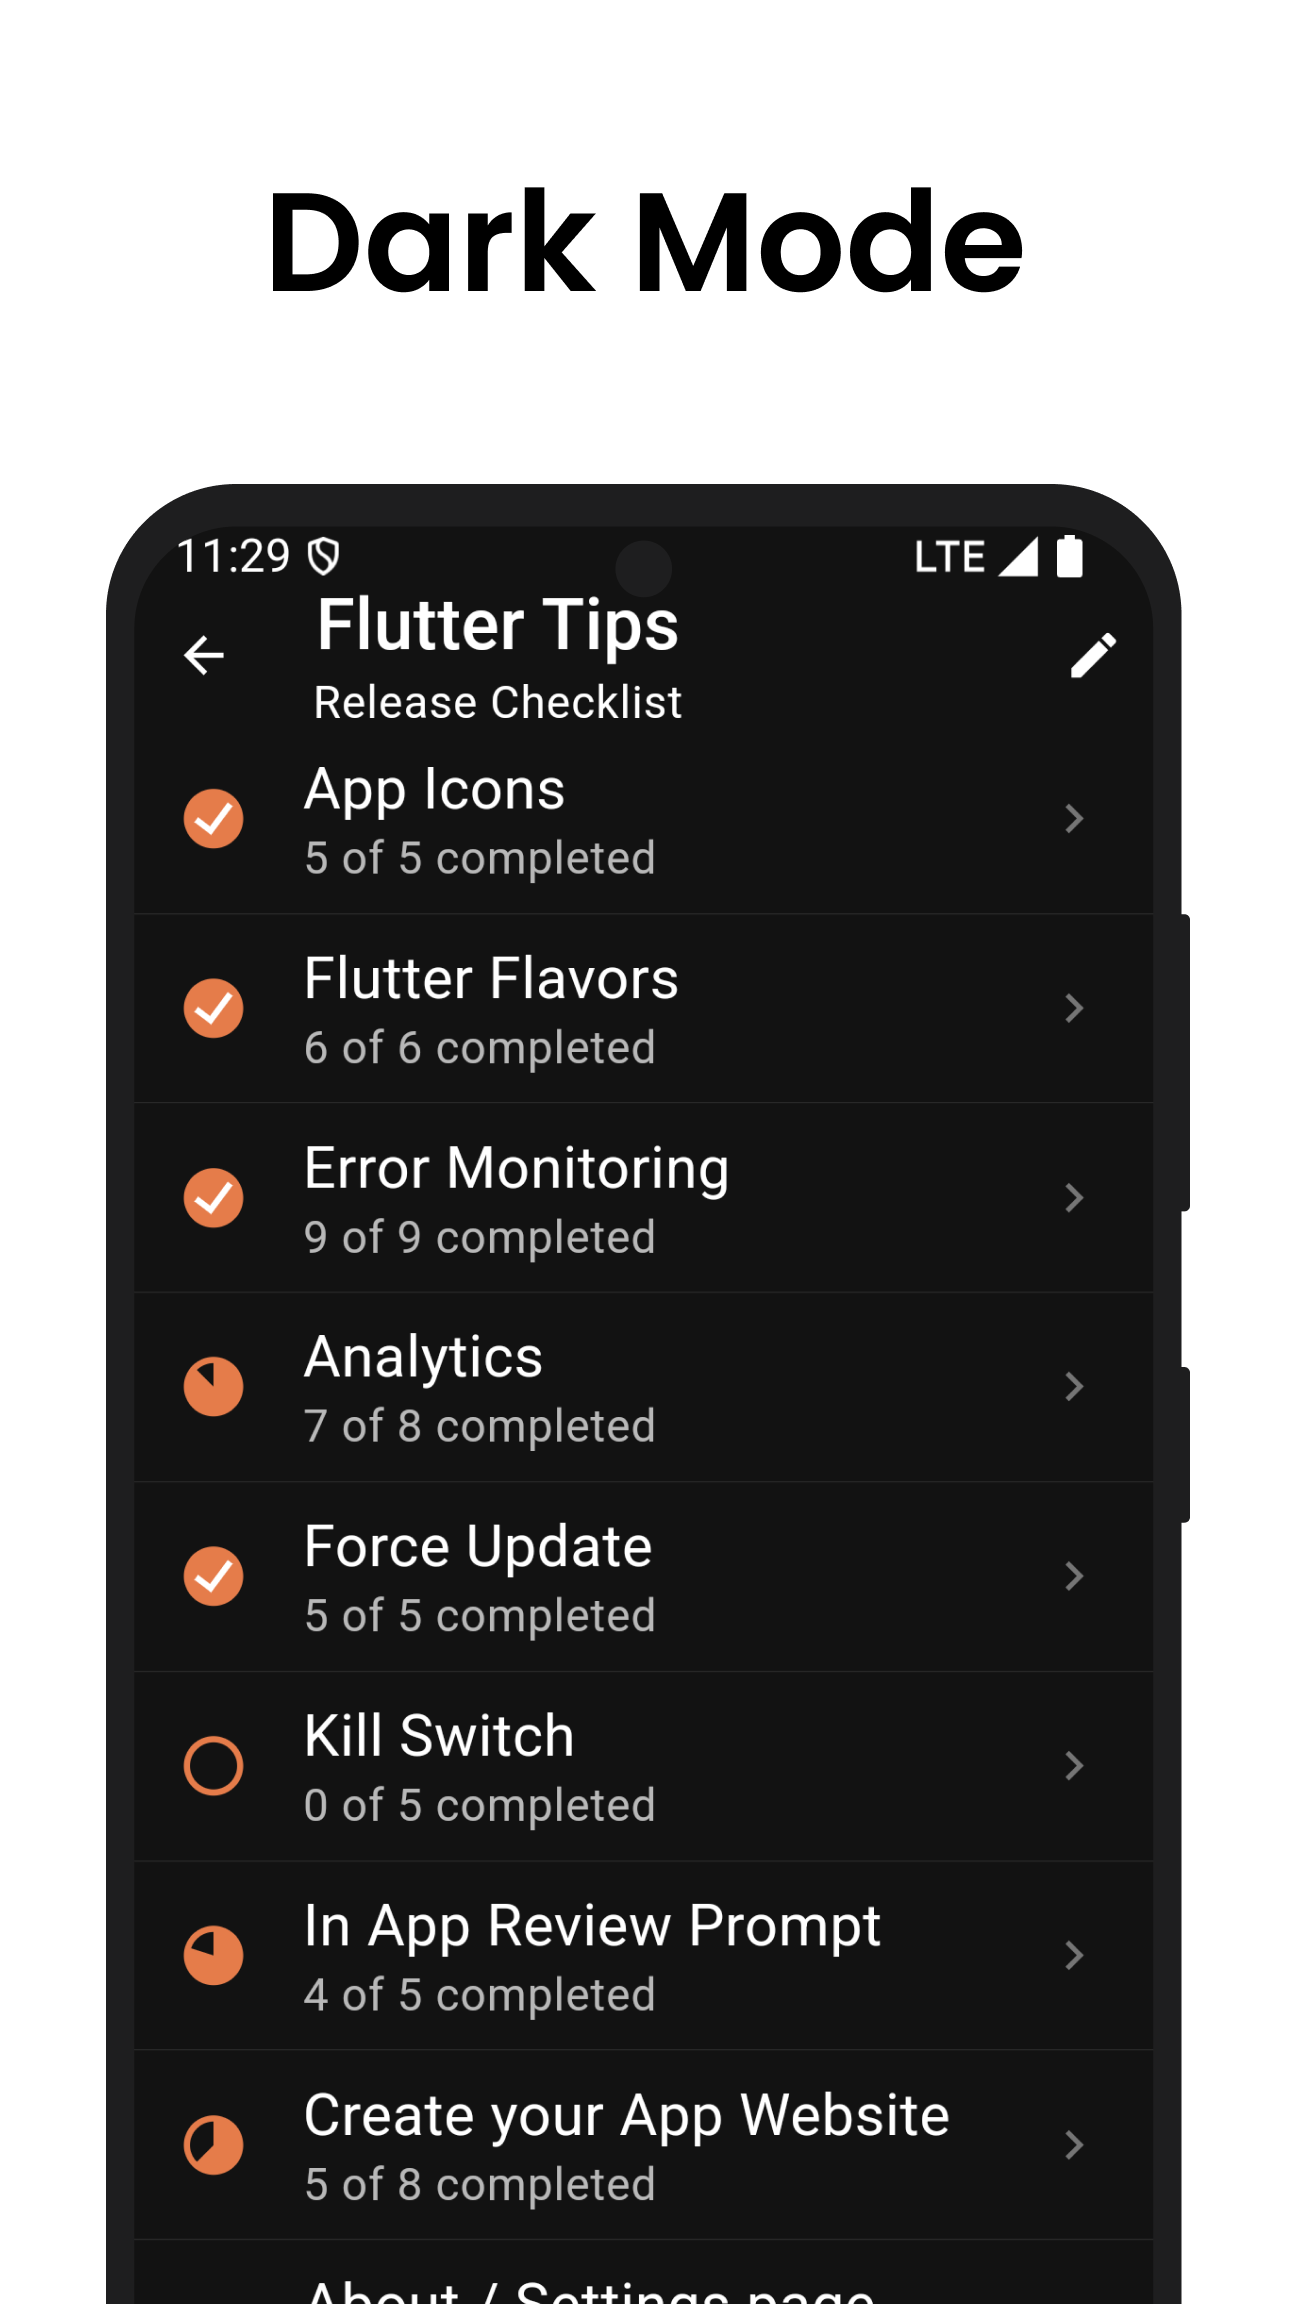 Dark Mode
11:29 LTE
Flutter Tips
Release Checklist
App Icons
5 of 5 completed
Flutter Flavors
6 of 6 completed
Error Monitoring
9 of 9 completed
Analytics
7 of 8 completed
Force Update
5 of 5 completed
Kill Switch
0 of 5 completed
In App Review Prompt
4 of 5 completed
Create your App Website
5 of 8 completed
About / Settings page